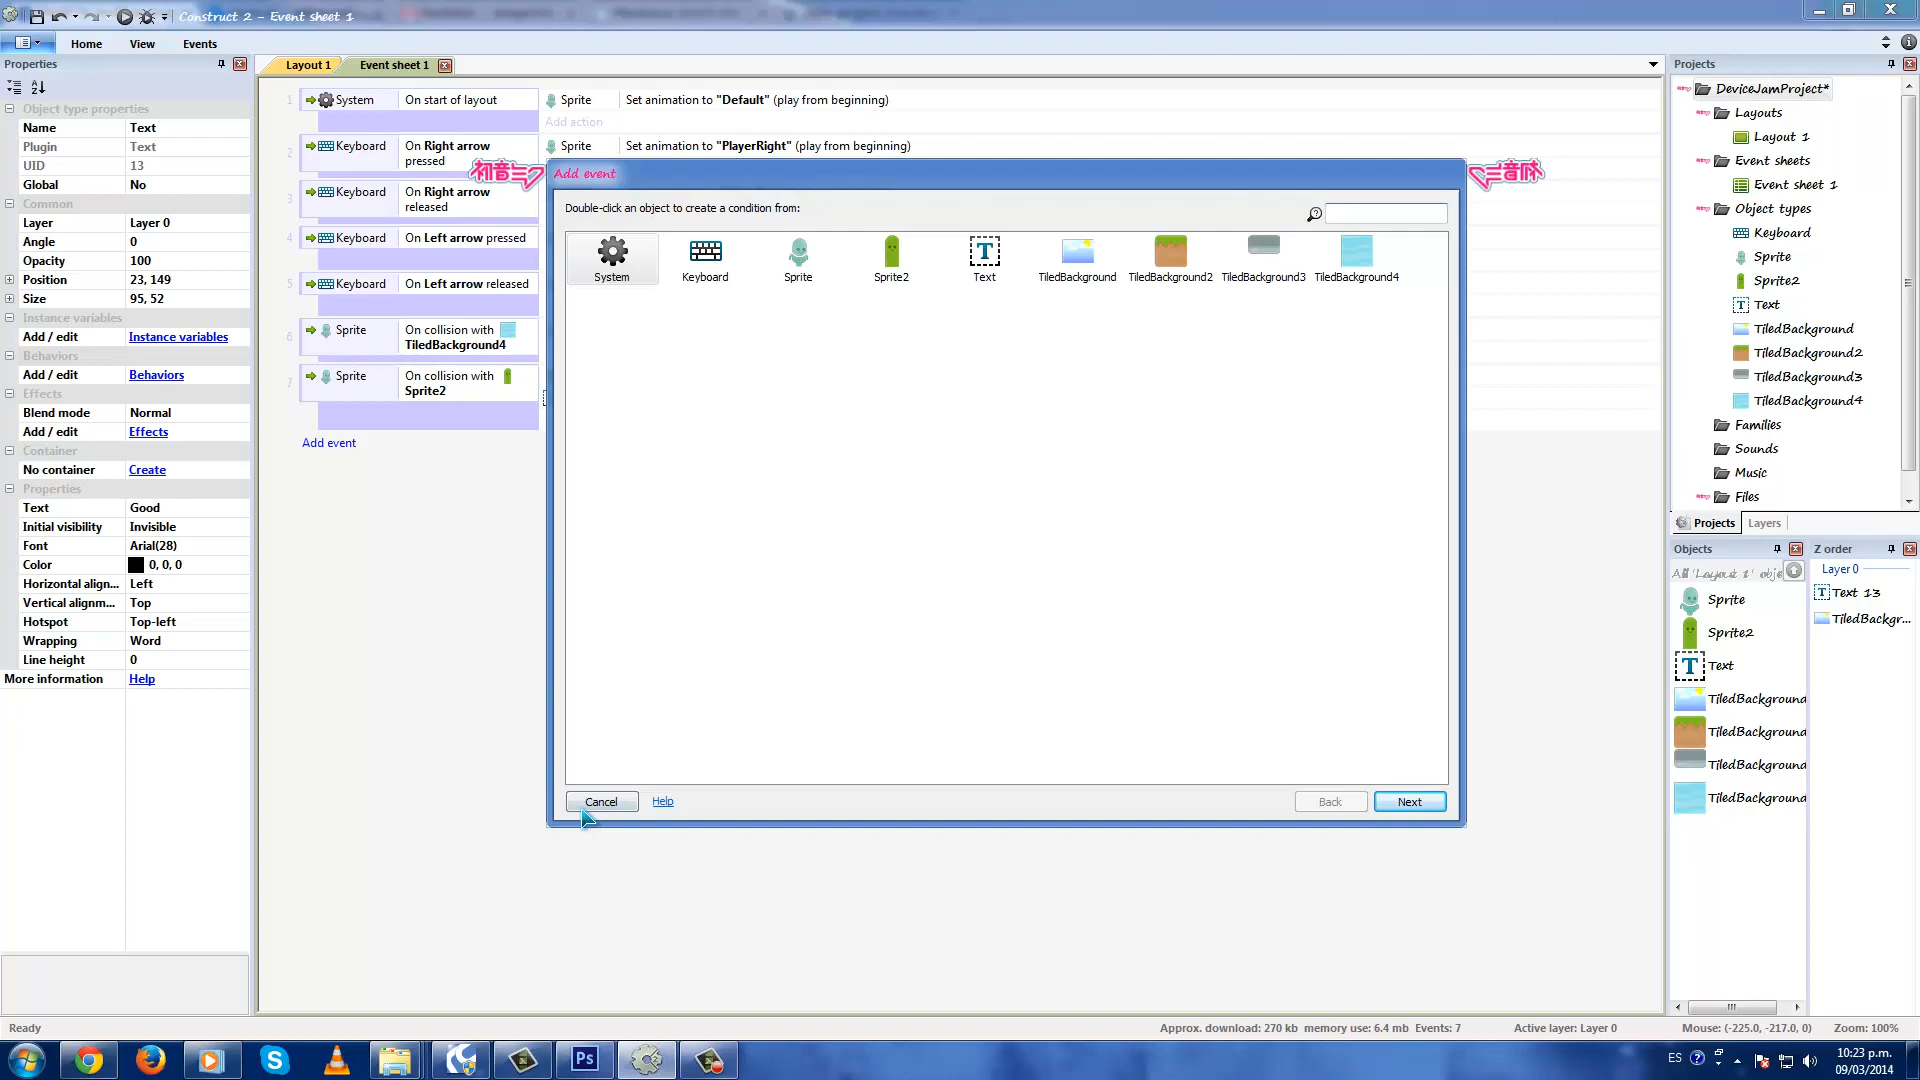 Construct 2 - Event sheet 1
Home View Events
Properties
Object type properties
Name Text
Plugin Text
UID 13
Global No
Common
Layer Layer 0
Angle 0
Opacity 100
Position 23, 149
Size 95, 52
Instance variables
Add / edit Instance variables
Behaviors
Add / edit Behaviors
Effects
Blend mode Normal
Add / edit Effects
Container
No container Create
Properties
Text Good
Initial visibility Invisible
Font Arial(28)
Color 0, 0, 0
Horizontal align... Left
Vertical alignm... Top
Hotspot Top-left
Wrapping Word
Line height 0
More information Help
Layout 1 Event sheet 1
1 System On start of layout Sprite Set animation to "Default" (play from beginning)
Add action
2 Keyboard On Right arrow pressed Sprite Set animation to "PlayerRight" (play from beginning)
3 Keyboard On Right arrow released
4 Keyboard On Left arrow pressed
5 Keyboard On Left arrow released
6 Sprite On collision with TiledBackground4
7 Sprite On collision with Sprite2
Add event
Add event
Double-click an object to create a condition from:
System Keyboard Sprite Sprite2 Text TiledBackground TiledBackground2 TiledBackground3 TiledBackground4
Cancel Help Back Next
Projects
DeviceJamProject*
Layouts
Layout 1
Event sheets
Event sheet 1
Object types
Keyboard
Sprite
Sprite2
Text
TiledBackground
TiledBackground2
TiledBackground3
TiledBackground4
Families
Sounds
Music
Files
Projects Layers
Objects
All 'Layout 1' obje
Sprite
Sprite2
Text
TiledBackground
TiledBackground
TiledBackground
TiledBackground
Z order
Layer 0
Text 13
TiledBackgr...
Ready Approx. download: 270 kb memory use: 6.4 mb Events: 7 Active layer: Layer 0 Mouse: (-225.0, -217.0, 0) Zoom: 100%
Ps
ES 10:23 p.m.
09/03/2014